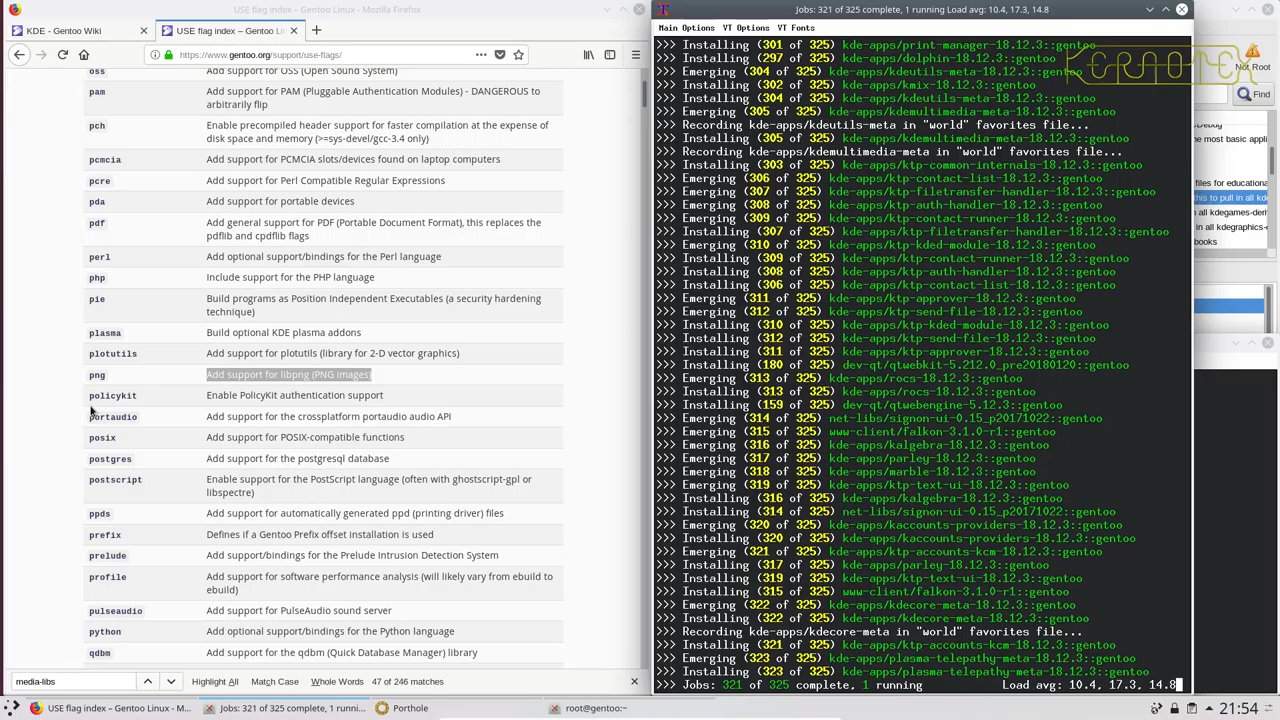 USE flag index – Gentoo Linux - Mozilla Firefox
KDE - Gentoo Wiki
USE flag index – Gentoo Li
https://www.gentoo.org/support/use-flags/
oss Add support for OSS (Open Sound System)
pam Add support for PAM (Pluggable Authentication Modules) - DANGEROUS to
arbitrarily flip
pch Enable precompiled header support for faster compilation at the expense of
disk space and memory (>=sys-devel/gcc-3.4 only)
pcmcia Add support for PCMCIA slots/devices found on laptop computers
pcre Add support for Perl Compatible Regular Expressions
pda Add support for portable devices
pdf Add general support for PDF (Portable Document Format), this replaces the
pdflib and cpdflib flags
perl Add optional support/bindings for the Perl language
php Include support for the PHP language
pie Build programs as Position Independent Executables (a security hardening
technique)
plasma Build optional KDE plasma addons
plotutils Add support for plotutils (library for 2-D vector graphics)
png Add support for libpng (PNG images)
policykit Enable PolicyKit authentication support
portaudio Add support for the crossplatform portaudio audio API
posix Add support for POSIX-compatible functions
postgres Add support for the postgresql database
postscript Enable support for the PostScript language (often with ghostscript-gpl or
libspectre)
ppds Add support for automatically generated ppd (printing driver) files
prefix Defines if a Gentoo Prefix offset installation is used
prelude Add support/bindings for the Prelude Intrusion Detection System
profile Add support for software performance analysis (will likely vary from ebuild to
ebuild)
pulseaudio Add support for PulseAudio sound server
python Add optional support/bindings for the Python language
qdbm Add support for the qdbm (Quick Database Manager) library
media-libs Highlight All Match Case Whole Words 47 of 246 matches
Jobs: 321 of 325 complete, 1 running Load avg: 10.4, 17.3, 14.8
Main Options VT Options VT Fonts
>>> Installing (301 of 325) kde-apps/print-manager-18.12.3::gentoo
>>> Installing (297 of 325) kde-apps/dolphin-18.12.3::gentoo
>>> Emerging (304 of 325) kde-apps/kdeutils-meta-18.12.3::gentoo
>>> Installing (302 of 325) kde-apps/kmix-18.12.3::gentoo
>>> Installing (304 of 325) kde-apps/kdeutils-meta-18.12.3::gentoo
>>> Emerging (305 of 325) kde-apps/kdemultimedia-meta-18.12.3::gentoo
>>> Recording kde-apps/kdeutils-meta in "world" favorites file...
>>> Installing (305 of 325) kde-apps/kdemultimedia-meta-18.12.3::gentoo
>>> Recording kde-apps/kdemultimedia-meta in "world" favorites file...
>>> Installing (303 of 325) kde-apps/ktp-common-internals-18.12.3::gentoo
>>> Emerging (306 of 325) kde-apps/ktp-contact-list-18.12.3::gentoo
>>> Emerging (307 of 325) kde-apps/ktp-filetransfer-handler-18.12.3::gentoo
>>> Emerging (308 of 325) kde-apps/ktp-auth-handler-18.12.3::gentoo
>>> Emerging (309 of 325) kde-apps/ktp-contact-runner-18.12.3::gentoo
>>> Installing (307 of 325) kde-apps/ktp-filetransfer-handler-18.12.3::gentoo
>>> Emerging (310 of 325) kde-apps/ktp-kded-module-18.12.3::gentoo
>>> Installing (309 of 325) kde-apps/ktp-contact-runner-18.12.3::gentoo
>>> Installing (308 of 325) kde-apps/ktp-auth-handler-18.12.3::gentoo
>>> Installing (306 of 325) kde-apps/ktp-contact-list-18.12.3::gentoo
>>> Emerging (311 of 325) kde-apps/ktp-approver-18.12.3::gentoo
>>> Emerging (312 of 325) kde-apps/ktp-send-file-18.12.3::gentoo
>>> Installing (310 of 325) kde-apps/ktp-kded-module-18.12.3::gentoo
>>> Installing (312 of 325) kde-apps/ktp-send-file-18.12.3::gentoo
>>> Installing (311 of 325) kde-apps/ktp-approver-18.12.3::gentoo
>>> Installing (180 of 325) dev-qt/qtwebkit-5.212.0_pre20180120::gentoo
>>> Emerging (313 of 325) kde-apps/rocs-18.12.3::gentoo
>>> Installing (313 of 325) kde-apps/rocs-18.12.3::gentoo
>>> Installing (159 of 325) dev-qt/qtwebengine-5.12.3::gentoo
>>> Emerging (314 of 325) net-libs/signon-ui-0.15_p20171022::gentoo
>>> Emerging (315 of 325) www-client/falkon-3.1.0-r1::gentoo
>>> Emerging (316 of 325) kde-apps/kalgebra-18.12.3::gentoo
>>> Emerging (317 of 325) kde-apps/parley-18.12.3::gentoo
>>> Emerging (318 of 325) kde-apps/marble-18.12.3::gentoo
>>> Emerging (319 of 325) kde-apps/ktp-text-ui-18.12.3::gentoo
>>> Installing (316 of 325) kde-apps/kalgebra-18.12.3::gentoo
>>> Installing (314 of 325) net-libs/signon-ui-0.15_p20171022::gentoo
>>> Emerging (320 of 325) kde-apps/kaccounts-providers-18.12.3::gentoo
>>> Installing (320 of 325) kde-apps/kaccounts-providers-18.12.3::gentoo
>>> Emerging (321 of 325) kde-apps/ktp-accounts-kcm-18.12.3::gentoo
>>> Installing (317 of 325) kde-apps/parley-18.12.3::gentoo
>>> Installing (319 of 325) kde-apps/ktp-text-ui-18.12.3::gentoo
>>> Installing (315 of 325) www-client/falkon-3.1.0-r1::gentoo
>>> Emerging (322 of 325) kde-apps/kdecore-meta-18.12.3::gentoo
>>> Installing (322 of 325) kde-apps/kdecore-meta-18.12.3::gentoo
>>> Recording kde-apps/kdecore-meta in "world" favorites file...
>>> Installing (321 of 325) kde-apps/ktp-accounts-kcm-18.12.3::gentoo
>>> Emerging (323 of 325) kde-apps/plasma-telepathy-meta-18.12.3::gentoo
>>> Installing (323 of 325) kde-apps/plasma-telepathy-meta-18.12.3::gentoo
>>> Jobs: 321 of 325 complete, 1 running Load avg: 10.4, 17.3, 14.8
Not Root
Find
Debug
he most basic applic
files for educationa
this to pull in all kde
n all kdegames-deri
in all kdegraphics-d
books
USE flag index – Gentoo Linux - M... Jobs: 321 of 325 complete, 1 runni... Porthole root@gentoo:~ 21:54